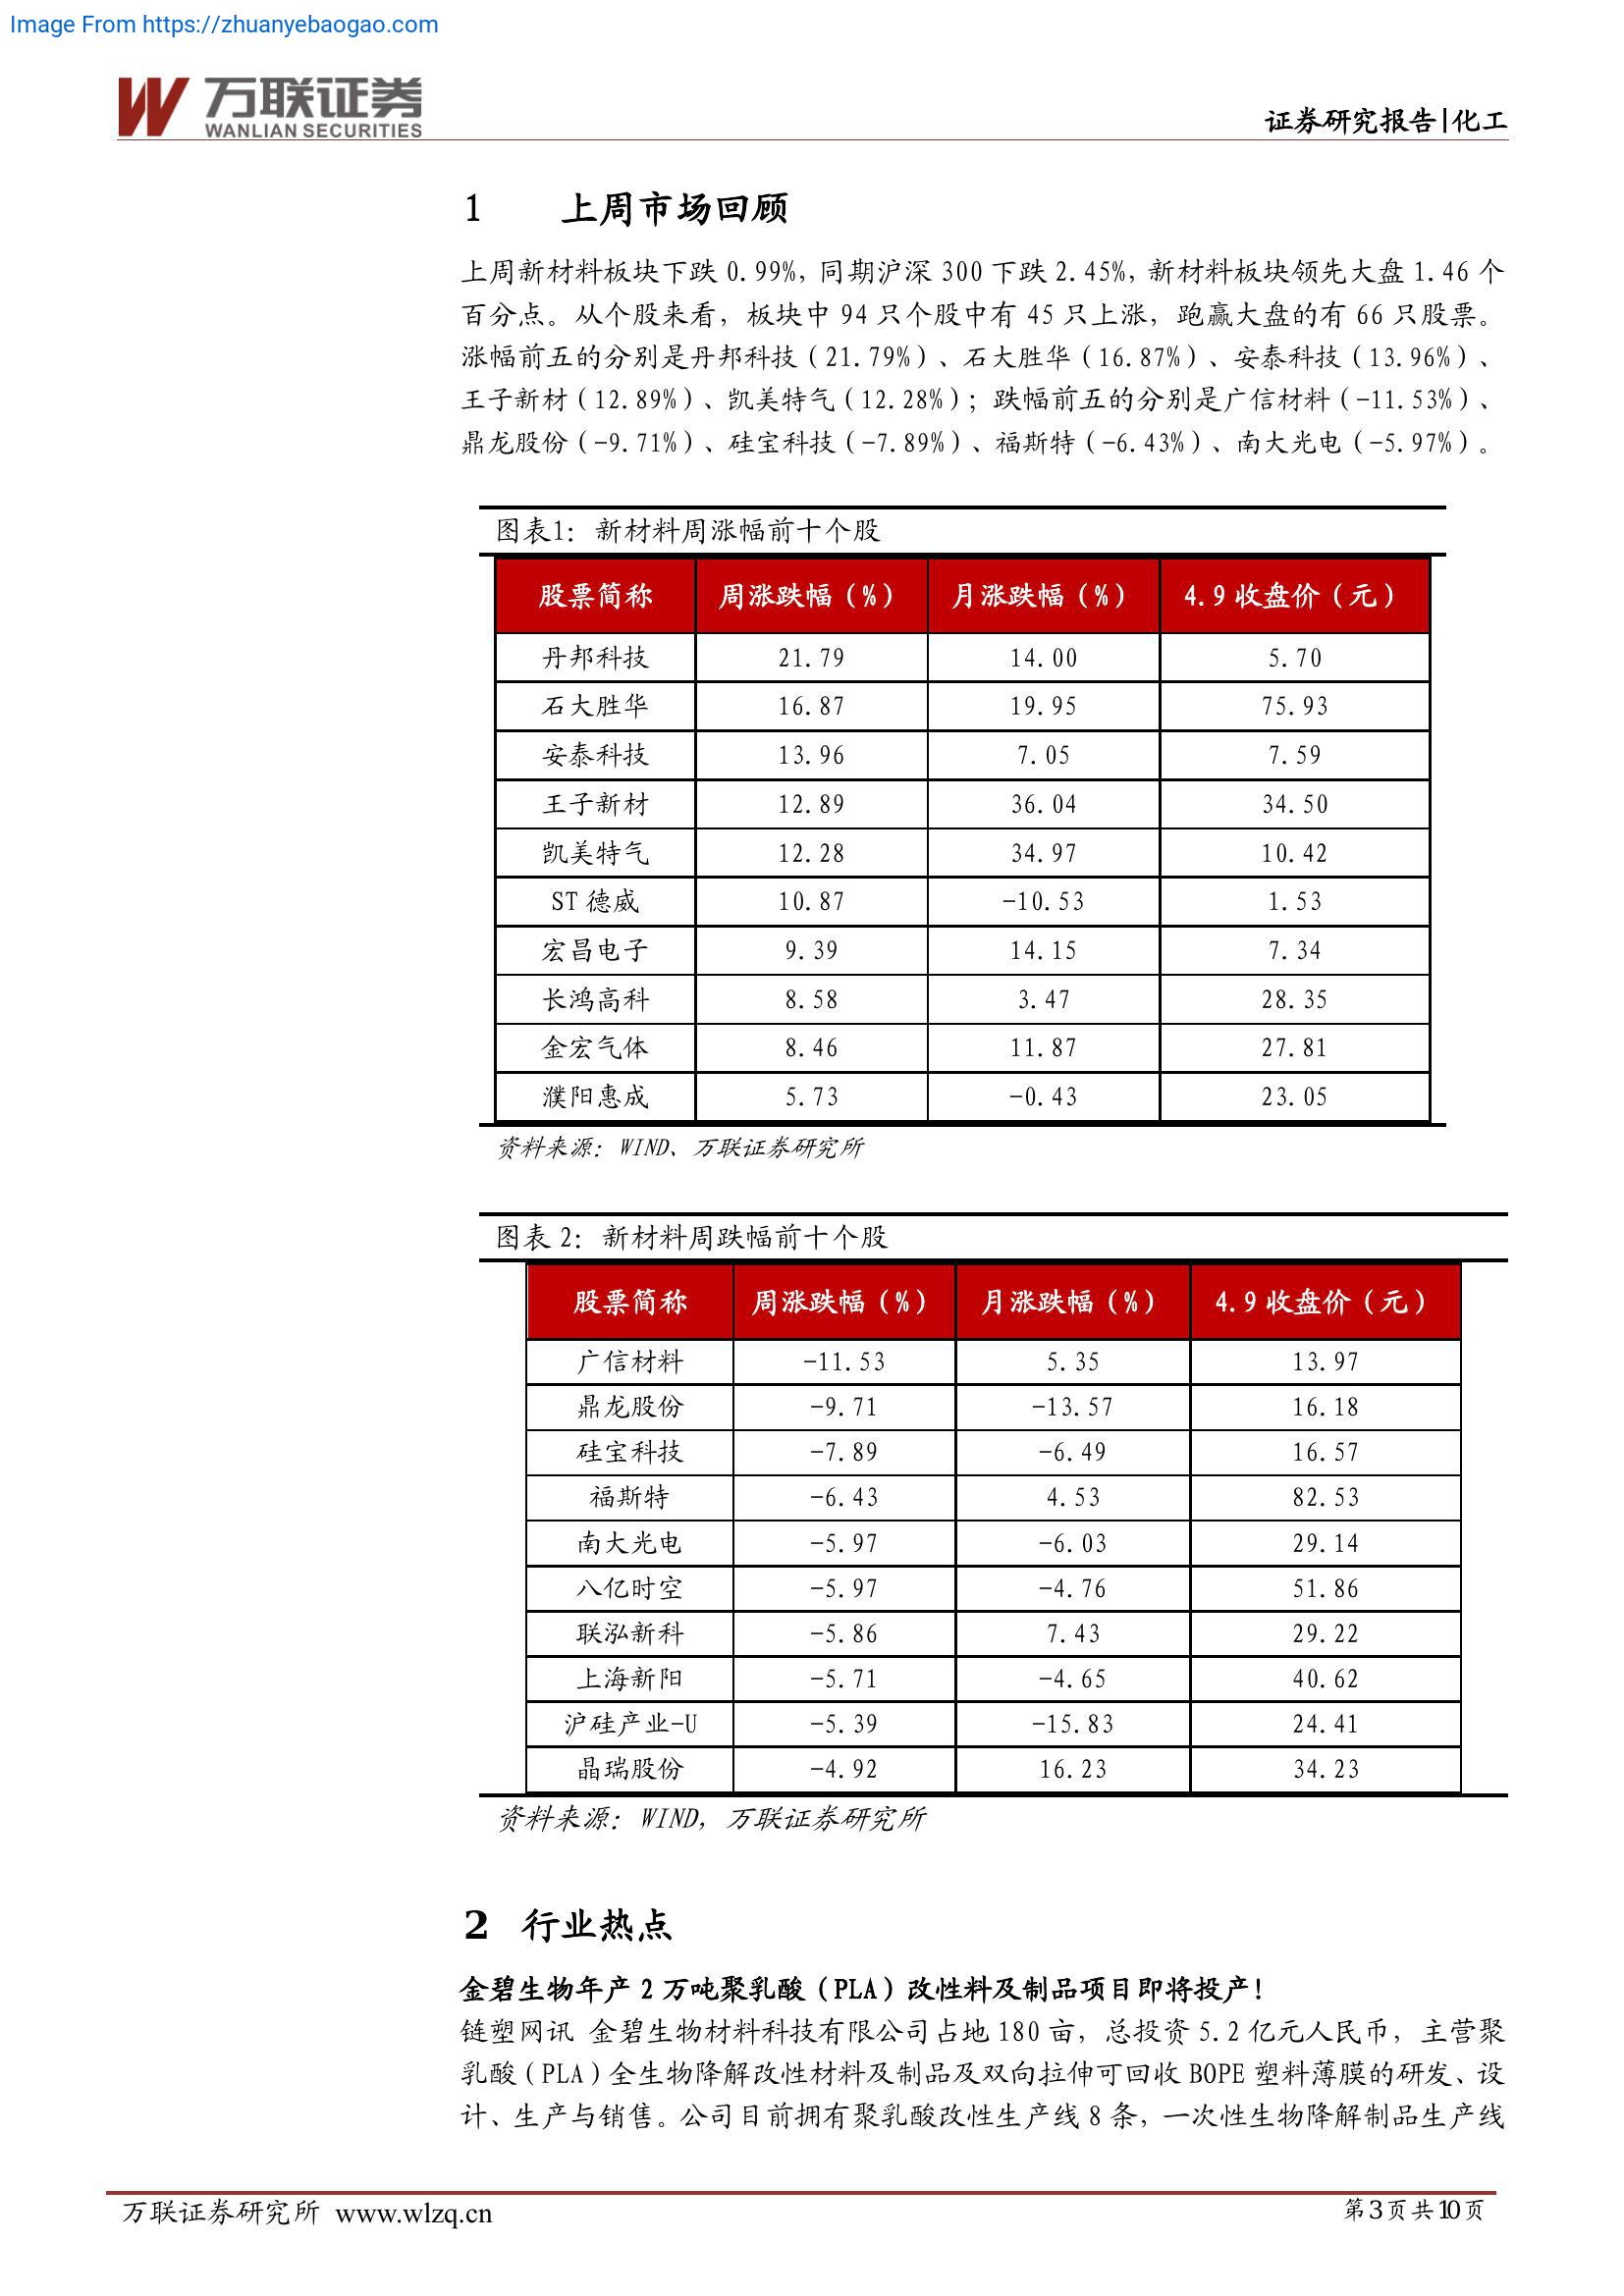 Image From https://zhuanyebaogao.com
万联证券
WANLIAN SECURITIES
证券研究报告|化工
1 上周市场回顾
上周新材料板块下跌 0.99%，同期沪深 300 下跌 2.45%，新材料板块领先大盘 1.46 个
百分点。从个股来看，板块中 94 只个股中有 45 只上涨，跑赢大盘的有 66 只股票。
涨幅前五的分别是丹邦科技（21.79%）、石大胜华（16.87%）、安泰科技（13.96%）、
王子新材（12.89%）、凯美特气（12.28%）；跌幅前五的分别是广信材料（-11.53%）、
鼎龙股份（-9.71%）、硅宝科技（-7.89%）、福斯特（-6.43%）、南大光电（-5.97%）。
图表1：新材料周涨幅前十个股
股票简称 周涨跌幅（%） 月涨跌幅（%） 4.9 收盘价（元）
丹邦科技 21.79 14.00 5.70
石大胜华 16.87 19.95 75.93
安泰科技 13.96 7.05 7.59
王子新材 12.89 36.04 34.50
凯美特气 12.28 34.97 10.42
ST 德威 10.87 -10.53 1.53
宏昌电子 9.39 14.15 7.34
长鸿高科 8.58 3.47 28.35
金宏气体 8.46 11.87 27.81
濮阳惠成 5.73 -0.43 23.05
资料来源：WIND、万联证券研究所
图表 2：新材料周跌幅前十个股
股票简称 周涨跌幅（%） 月涨跌幅（%） 4.9 收盘价（元）
广信材料 -11.53 5.35 13.97
鼎龙股份 -9.71 -13.57 16.18
硅宝科技 -7.89 -6.49 16.57
福斯特 -6.43 4.53 82.53
南大光电 -5.97 -6.03 29.14
八亿时空 -5.97 -4.76 51.86
联泓新科 -5.86 7.43 29.22
上海新阳 -5.71 -4.65 40.62
沪硅产业-U -5.39 -15.83 24.41
晶瑞股份 -4.92 16.23 34.23
资料来源：WIND，万联证券研究所
2 行业热点
金碧生物年产 2 万吨聚乳酸（PLA）改性料及制品项目即将投产！
链塑网讯 金碧生物材料科技有限公司占地 180 亩，总投资 5.2 亿元人民币，主营聚
乳酸（PLA）全生物降解改性材料及制品及双向拉伸可回收 BOPE 塑料薄膜的研发、设
计、生产与销售。公司目前拥有聚乳酸改性生产线 8 条，一次性生物降解制品生产线
万联证券研究所 www.wlzq.cn
第 3 页 共 10 页